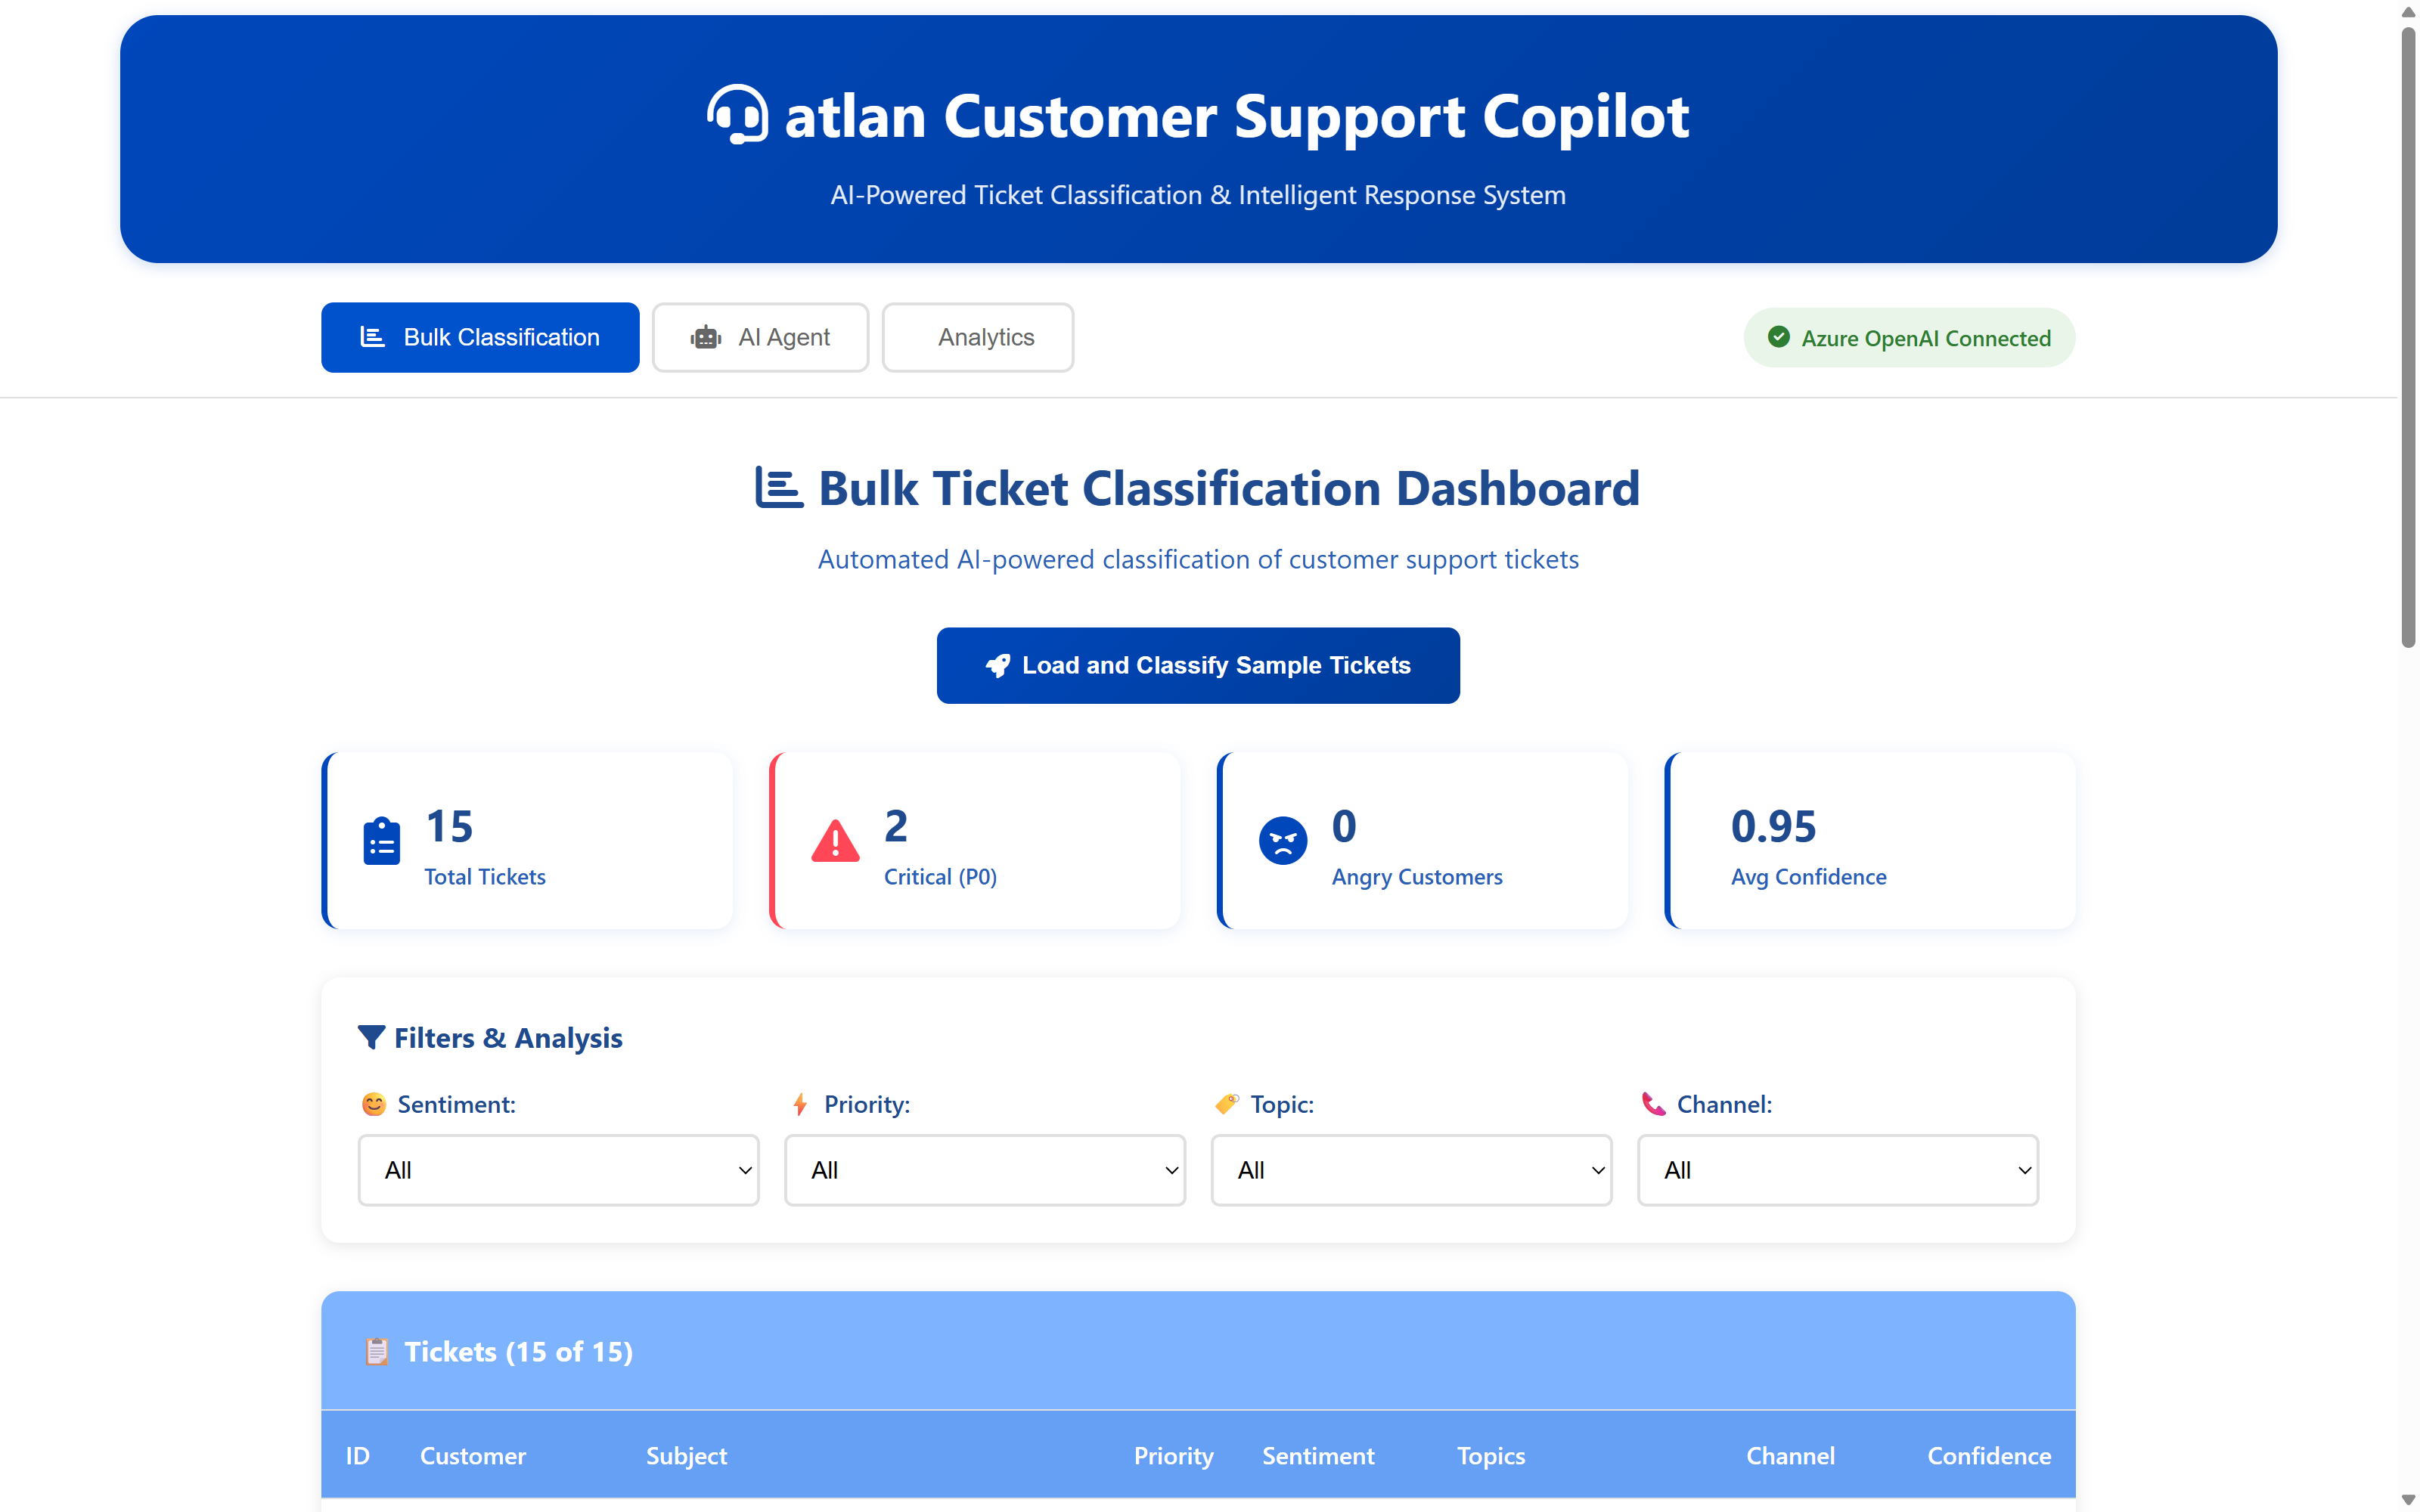 atlan Customer Support Copilot
AI-Powered Ticket Classification & Intelligent Response System
Bulk Classification
AI Agent
Analytics
Azure OpenAI Connected
Bulk Ticket Classification Dashboard
Automated AI-powered classification of customer support tickets
Load and Classify Sample Tickets
15
Total Tickets
2
Critical (P0)
0
Angry Customers
0.95
Avg Confidence
Filters & Analysis
Sentiment:
All
Priority:
All
Topic:
All
Channel:
All
Tickets (15 of 15)
ID Customer Subject Priority Sentiment Topics Channel Confidence